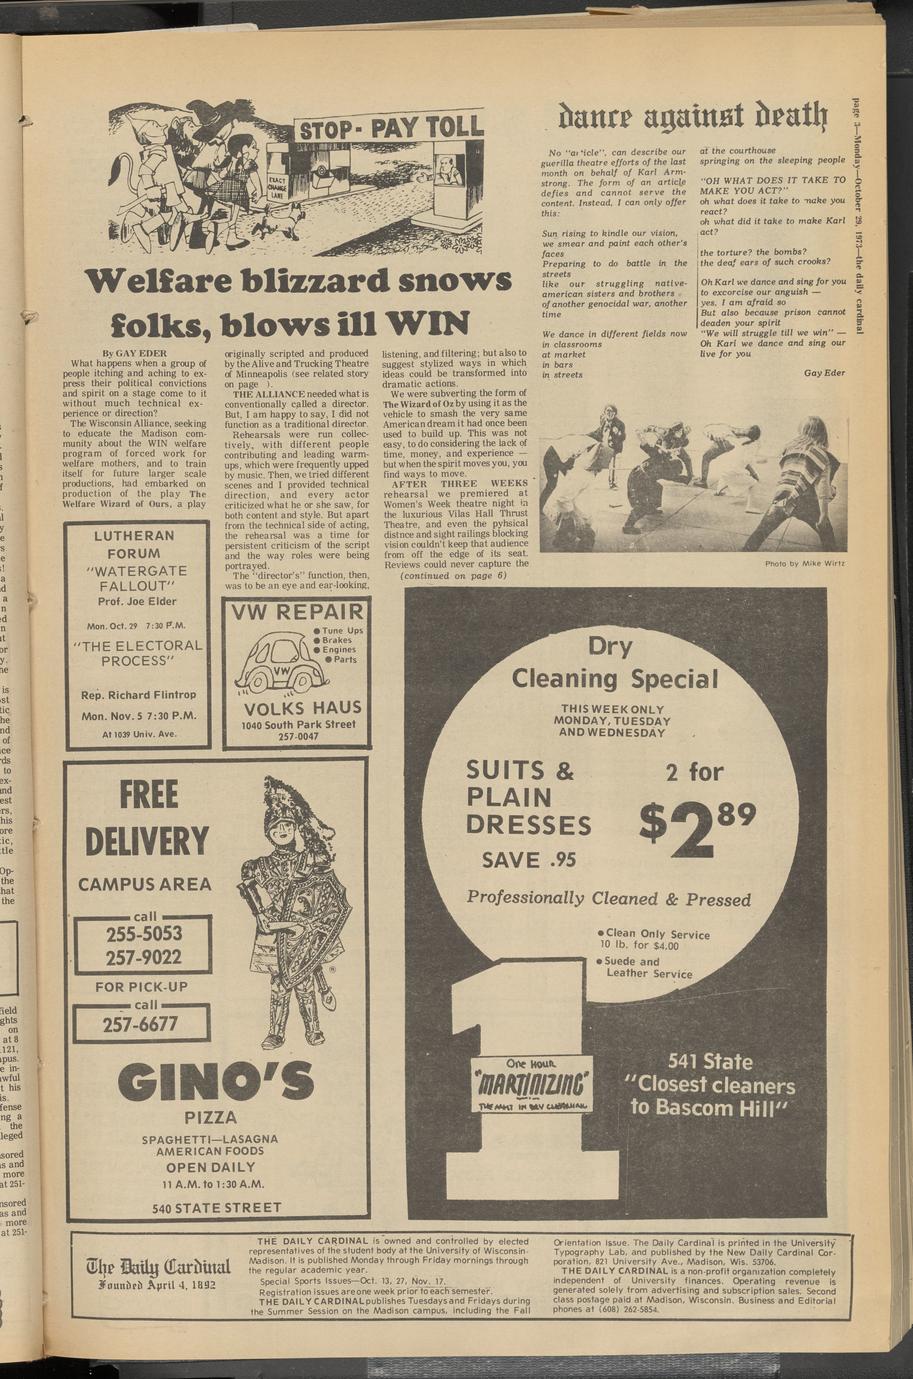 page 3—Monday—October 29, 1973—the daily cardinal
STOP - PAY TOLL
EXACT
CHANGE
LANE
Welfare blizzard snows
folks, blows ill WIN
By GAY EDER
What happens when a group of
people itching and aching to ex-
press their political convictions
and spirit on a stage come to it
without much technical ex-
perience or direction?
The Wisconsin Alliance, seeking
to educate the Madison com-
munity about the WIN welfare
program of forced work for
welfare mothers, and to train
itself for future larger scale
productions, had embarked on
production of the play The
Welfare Wizard of Ours, a play
originally scripted and produced
by the Alive and Trucking Theatre
of Minneapolis (see related story
on page ).
THE ALLIANCE needed what is
conventionally called a director.
But, I am happy to say, I did not
function as a traditional director.
Rehearsals were run collec-
tively, with different people
contributing and leading warm-
ups, which were frequently upped
by music. Then, we tried different
scenes and I provided technical
direction, and every actor
criticized what he or she saw, for
both content and style. But apart
from the technical side of acting,
the rehearsal was a time for
persistent criticism of the script
and the way roles were being
portrayed.
The "director's" function, then,
was to be an eye and ear-looking,
listening, and filtering; but also to
suggest stylized ways in which
ideas could be transformed into
dramatic actions.
We were subverting the form of
The Wizard of Oz by using it as the
vehicle to smash the very same
American dream it had once been
used to build up. This was not
easy, to do considering the lack of
time, money, and experience —
but when the spirit moves you, you
find ways to move.
AFTER THREE WEEKS
rehearsal we premiered at
Women's Week theatre night in
the luxurious Vilas Hall Thrust
Theatre, and even the pyhsical
distnce and sight railings blocking
vision couldn't keep that audience
from off the edge of its seat.
Reviews could never capture the
(continued on page 6)
dance against death
No "article", can describe our
guerilla theatre efforts of the last
month on behalf of Karl Arm-
strong. The form of an article
defies and cannot serve the
content. Instead, I can only offer
this:
Sun rising to kindle our vision,
we smear and paint each other's
faces
Preparing to do battle in the
streets
like our struggling native-
american sisters and brothers
of another genocidal war, another
time
We dance in different fields now
in classrooms
at market
in bars
in streets
at the courthouse
springing on the sleeping people
"OH WHAT DOES IT TAKE TO
MAKE YOU ACT?"
oh what does it take to make you
react?
oh what did it take to make Karl
act?
the torture? the bombs?
the deaf ears of such crooks?
Oh Karl we dance and sing for you
to excorcise our anguish —
yes, I am afraid so
But also because prison cannot
deaden your spirit
"We will struggle till we win" —
Oh Karl we dance and sing our
live for you
Gay Eder
Photo by Mike Wirtz
LUTHERAN
FORUM
"WATERGATE
FALLOUT"
Prof. Joe Elder
Mon. Oct. 29 7:30 P.M.
"THE ELECTORAL
PROCESS"
Rep. Richard Flintrop
Mon. Nov. 5 7:30 P.M.
At 1039 Univ. Ave.
VW REPAIR
● Tune Ups
● Brakes
● Engines
● Parts
VW
VOLKS HAUS
1040 South Park Street
257-0047
FREE
DELIVERY
CAMPUS AREA
call
255-5053
257-9022
FOR PICK-UP
call
257-6677
®
GINO'S
PIZZA
SPAGHETTI—LASAGNA
AMERICAN FOODS
OPEN DAILY
11 A.M. to 1:30 A.M.
540 STATE STREET
Dry
Cleaning Special
THIS WEEK ONLY
MONDAY, TUESDAY
AND WEDNESDAY
SUITS &
PLAIN
DRESSES
SAVE .95
2 for
$2 89
Professionally Cleaned & Pressed
● Clean Only Service
10 lb. for $4.00
● Suede and
Leather Service
One HOUR
"MARTINIZING"
THE MOST IN DRY CLEANING
541 State
"Closest cleaners
to Bascom Hill"
The Daily Cardinal
Founded April 4, 1892
THE DAILY CARDINAL is owned and controlled by elected
representatives of the student body at the University of Wisconsin-
Madison. It is published Monday through Friday mornings through
the regular academic year.
Special Sports Issues—Oct. 13, 27, Nov. 17.
Registration issues are one week prior to each semester.
THE DAILY CARDINAL publishes Tuesdays and Fridays during
the Summer Session on the Madison campus, including the Fall
Orientation Issue. The Daily Cardinal is printed in the University
Typography Lab, and published by the New Daily Cardinal Cor-
poration, 821 University Ave., Madison, Wis. 53706.
THE DAILY CARDINAL is a non-profit organization completely
independent of University finances. Operating revenue is
generated solely from advertising and subscription sales. Second
class postage paid at Madison, Wisconsin. Business and Editorial
phones at (608) 262-5854.